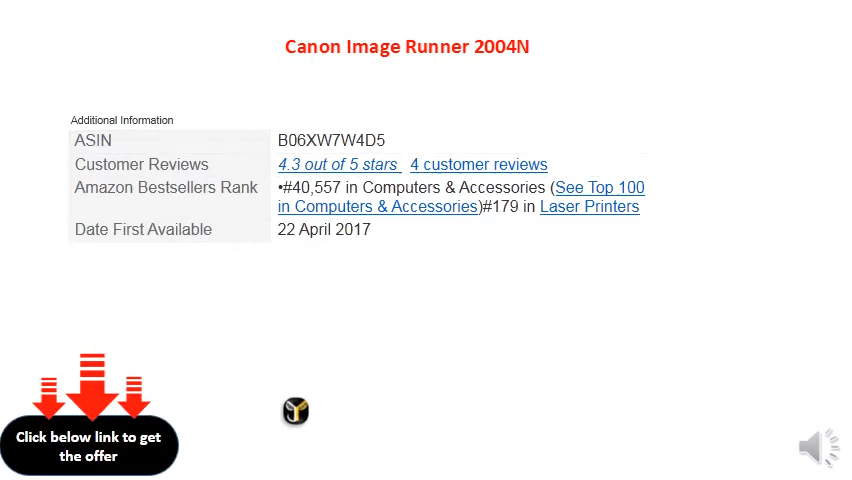 Canon Image Runner 2004N
Additional Information
ASIN B06XW7W4D5
Customer Reviews 4.3 out of 5 stars 4 customer reviews
Amazon Bestsellers Rank •#40,557 in Computers & Accessories (See Top 100
in Computers & Accessories)#179 in Laser Printers
Date First Available 22 April 2017
Click below link to get
the offer